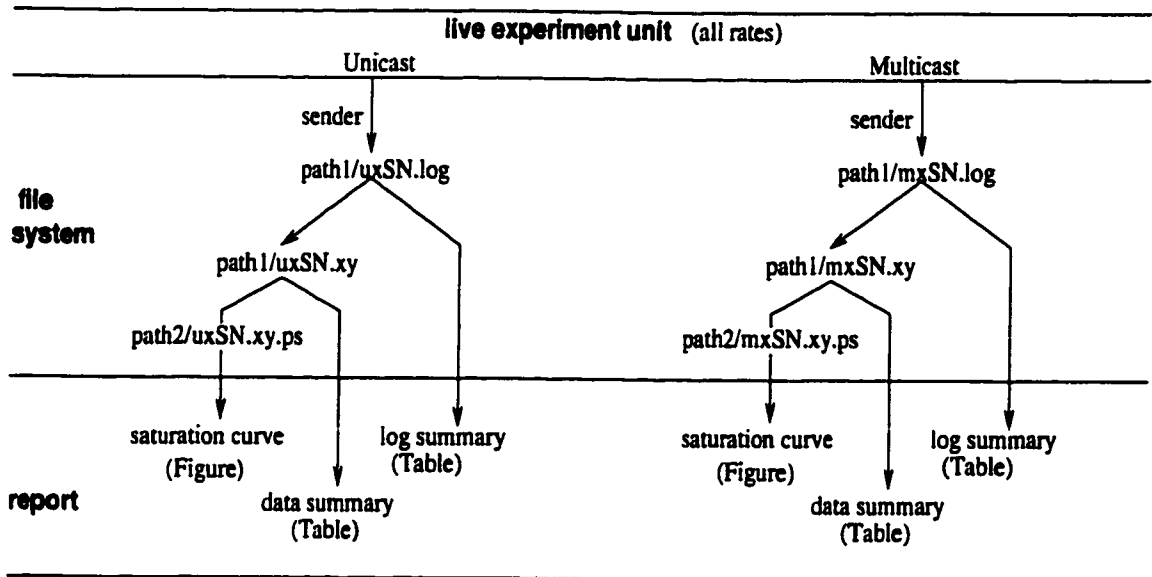 live experiment unit (all rates)
Unicast Multicast
sender sender
path1/uxSN.log path1/mxSN.log
file
system
path1/uxSN.xy path1/mxSN.xy
path2/uxSN.xy.ps path2/mxSN.xy.ps
saturation curve log summary saturation curve log summary
(Figure) (Table) (Figure) (Table)
report
data summary data summary
(Table) (Table)